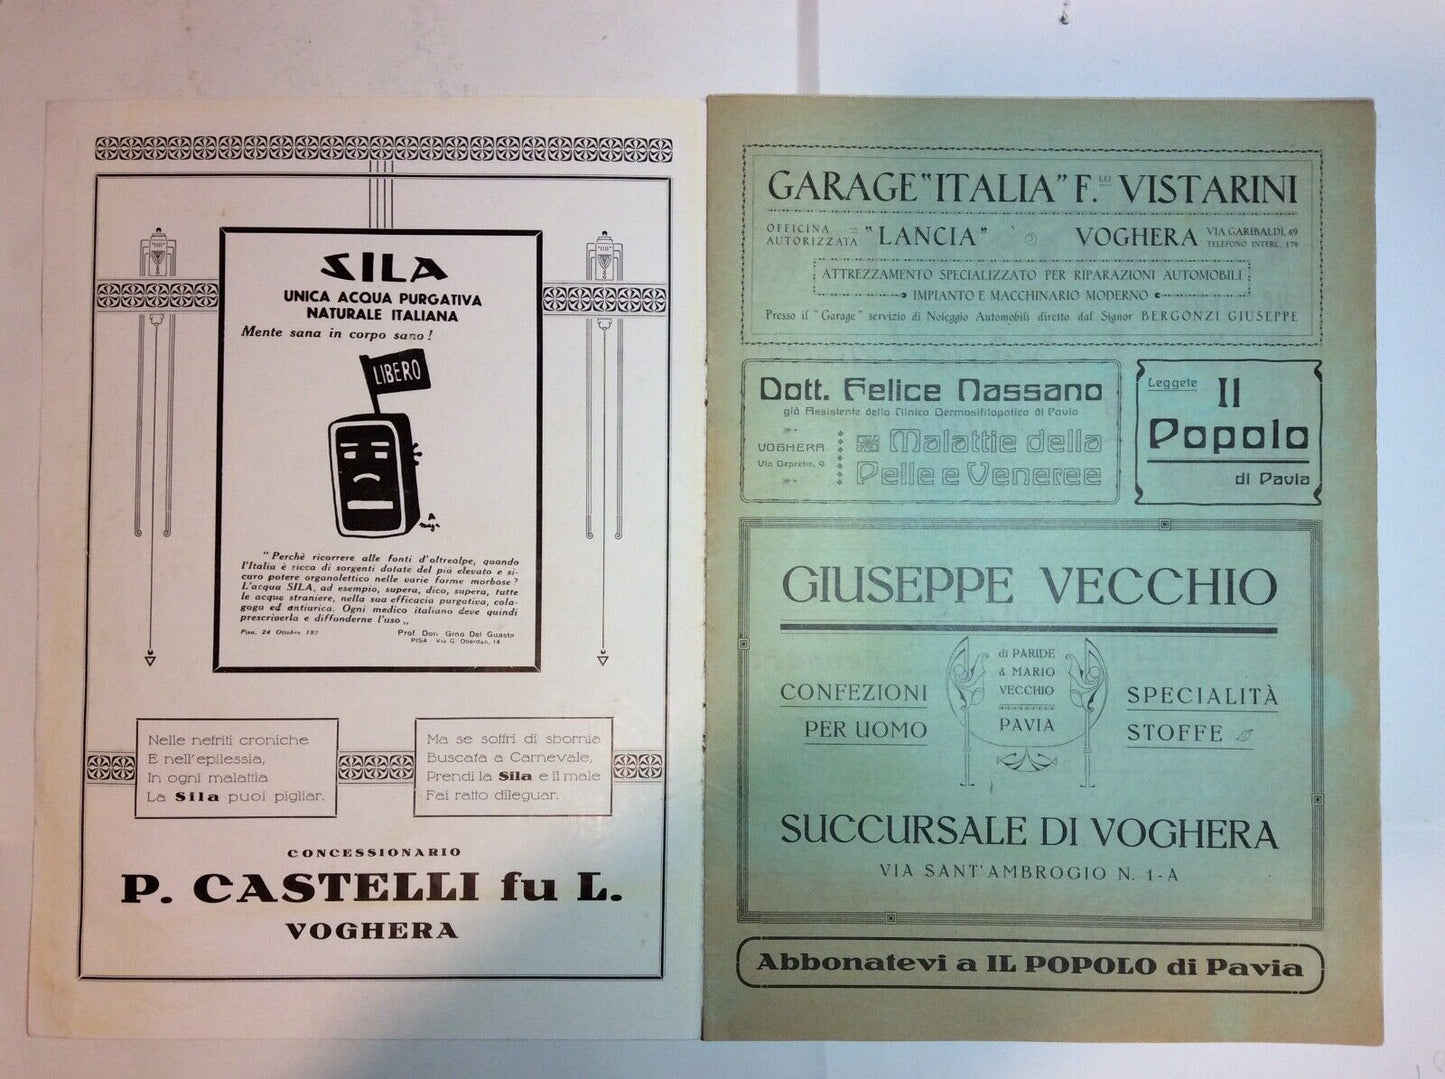 SILA
UNICA ACQUA PURGATIVA
NATURALE ITALIANA
Mente sana in corpo sano!
LIBERO
"Perchè ricorrere alle fonti d'oltrealpe, quando
l'Italia è ricca di sorgenti dotate del più elevato e si-
curo potere organolettico nelle varie forme morbose?
L'acqua SILA, ad esempio, supera, dico, supera, tutte
le acque straniere, nella sua efficacia purgativa, cola-
goga ed antiurica. Ogni medico italiano deve quindi
prescriverla e diffonderne l'uso„
Pisa, 24 Ottobre 192
Prof. Dott. Gino Del Guasta
PISA Via G. Oberdan, 14
Nelle nefriti croniche
E nell'epilessia,
In ogni malattia
La Sila puoi pigliar.
Ma se soffri di sbornia
Buscata a Carnevale,
Prendi la Sila e il male
Fai ratto dileguar.
CONCESSIONARIO
P. CASTELLI fu L.
VOGHERA
GARAGE "ITALIA" F.LLI VISTARINI
OFFICINA = AUTORIZZATA "LANCIA" VOGHERA VIA GARIBALDI, 49
TELEFONO INTERC. 179
ATTREZZAMENTO SPECIALIZZATO PER RIPARAZIONI AUTOMOBILI
IMPIANTO E MACCHINARIO MODERNO
Presso il "Garage" servizio di Noleggio Automobili diretto dal Signor BERGONZI GIUSEPPE
Dott. Felice Nassano
già Assistente della Clinica Dermosifilopatica di Pavia
VOGHERA
Via Depretis, 9
Malattie della
Pelle e Veneree
Leggete
Il
Popolo
di Pavia
GIUSEPPE VECCHIO
di PARIDE
& MARIO
VECCHIO
PAVIA
CONFEZIONI
PER UOMO
SPECIALITÀ
STOFFE
SUCCURSALE DI VOGHERA
VIA SANT'AMBROGIO N. 1-A
Abbonatevi a IL POPOLO di Pavia